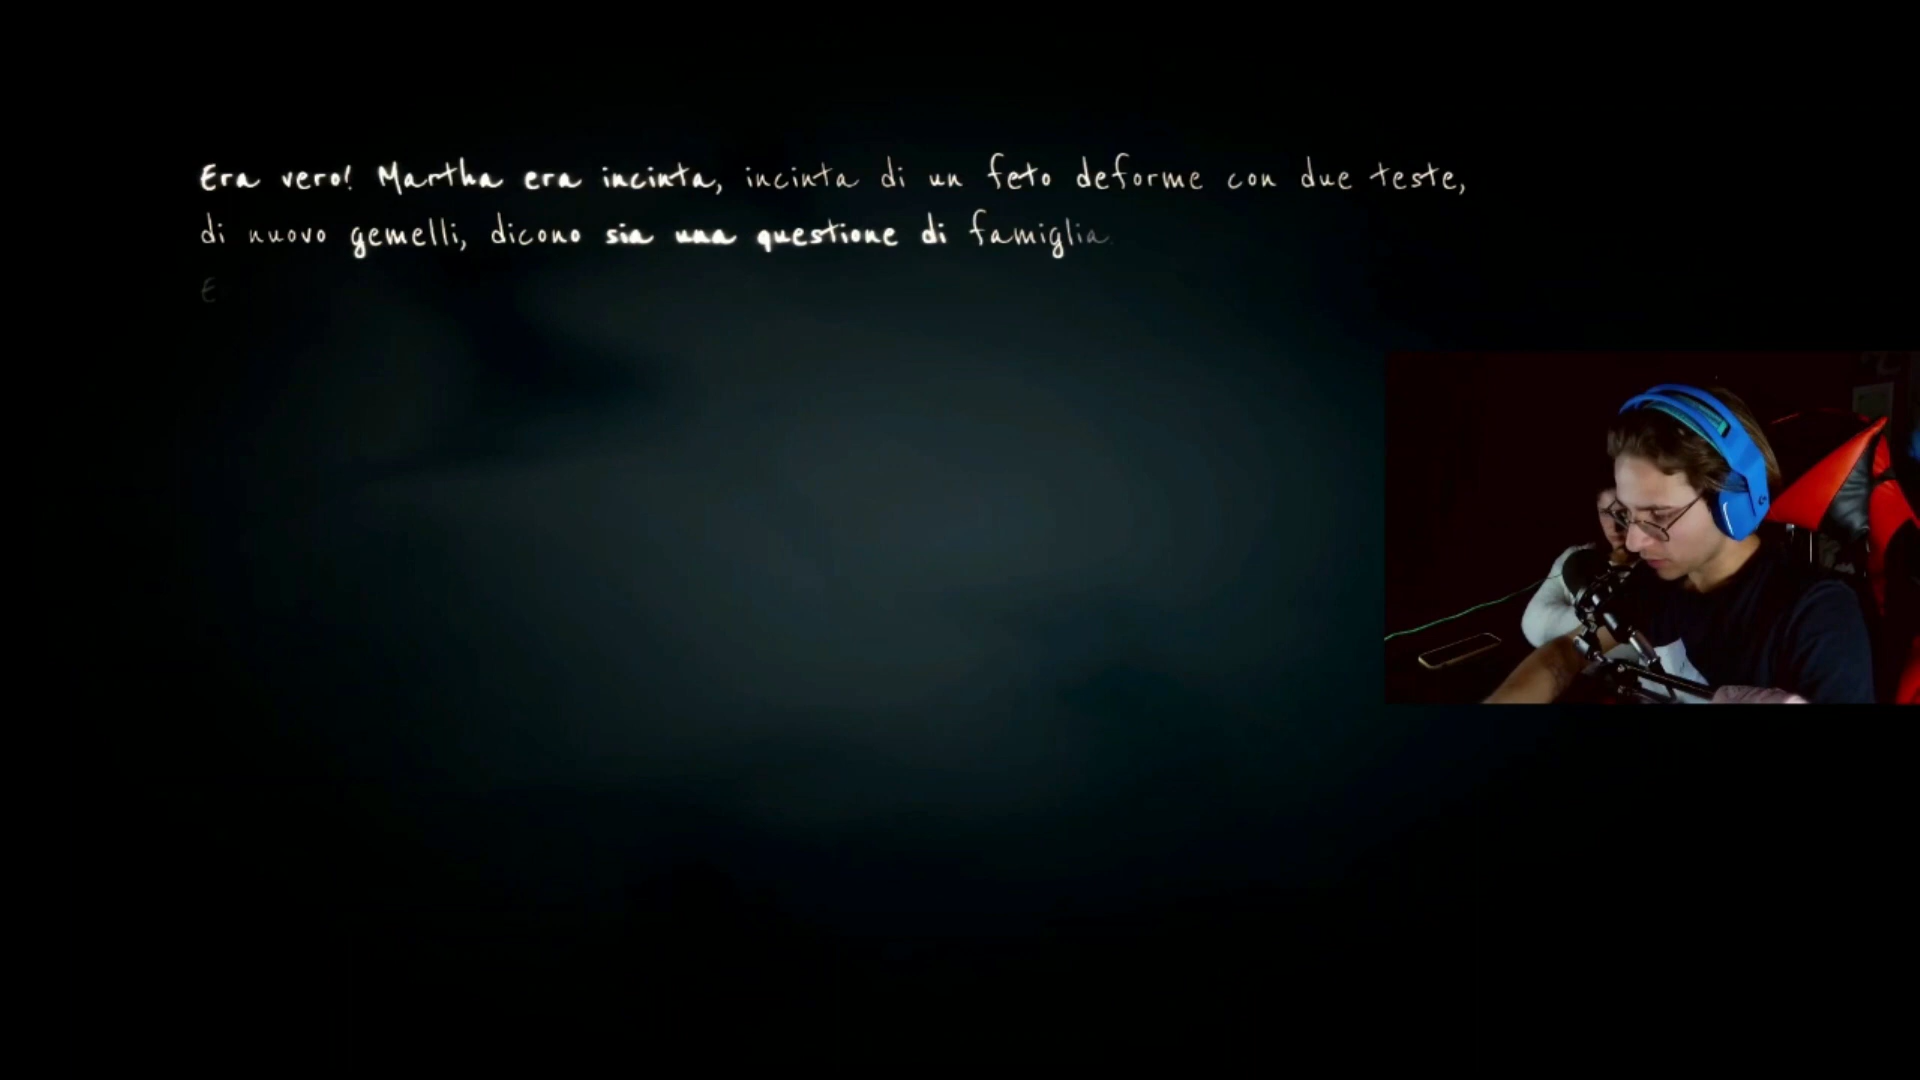 Era vero! Martha era incinta, incinta di un feto deforme con due teste,
di nuovo gemelli, dicono sia una questione di famiglia.
E